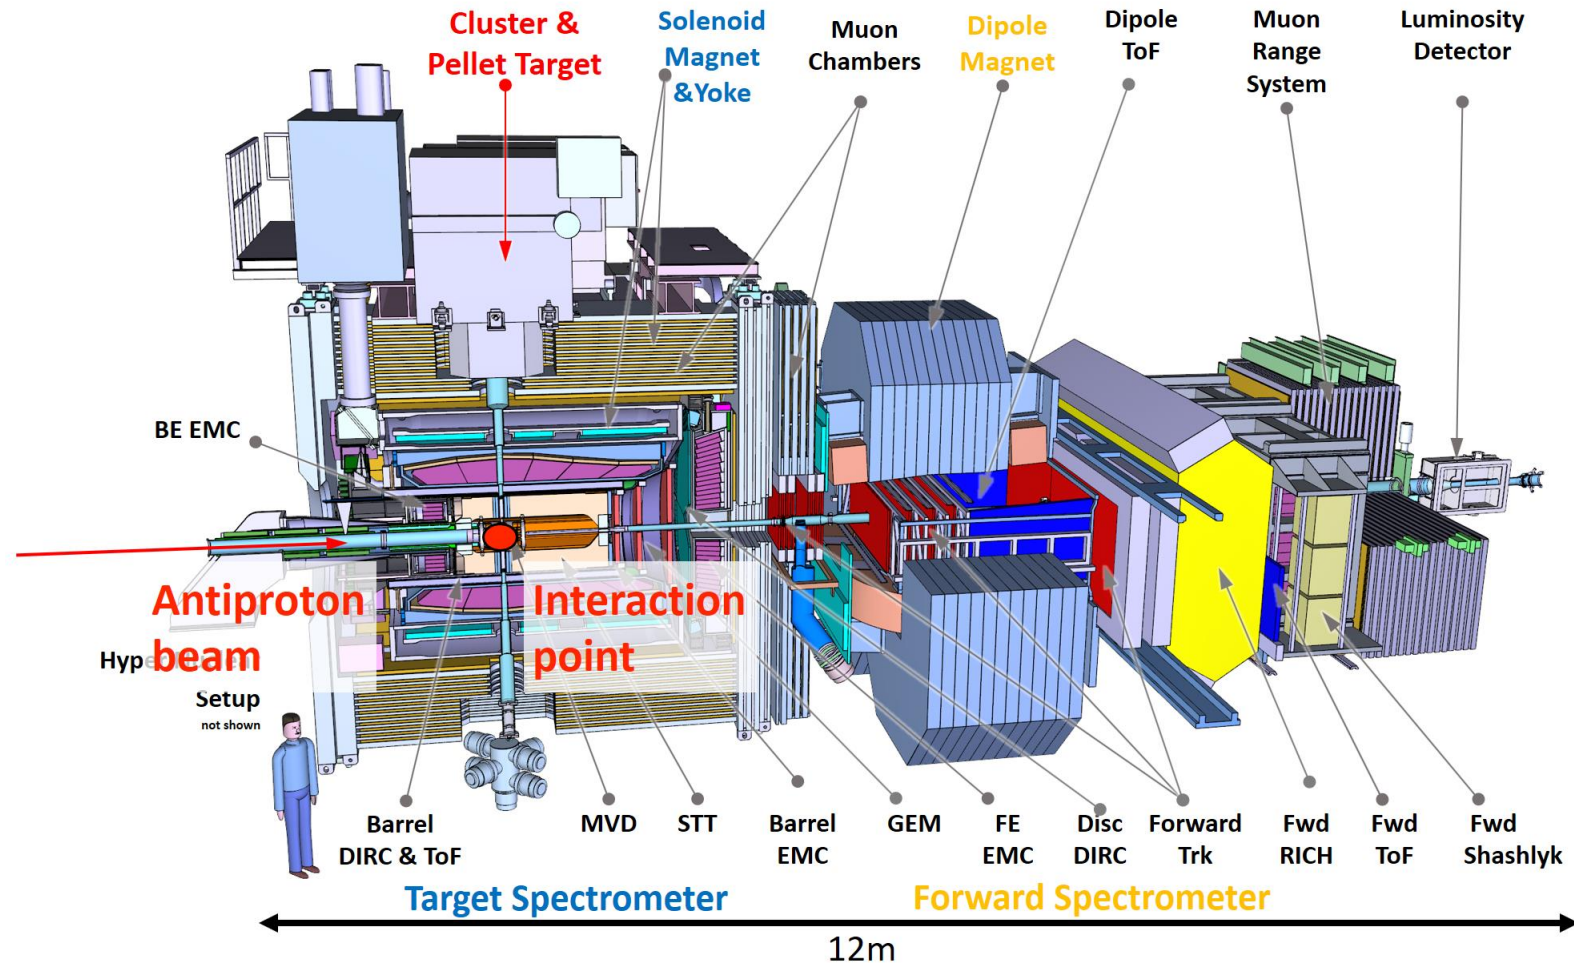 Cluster &
Pellet Target
Solenoid
Magnet
&Yoke
Muon
Chambers
Dipole
Magnet
Dipole
ToF
Muon
Range
System
Luminosity
Detector
BE EMC
Antiproton
beam
Interaction
point
Setup
not shown
Barrel
DIRC & ToF
MVD
STT
Barrel
EMC
GEM
FE
EMC
Disc
DIRC
Forward
Trk
Fwd
RICH
Fwd
ToF
Fwd
Shashlyk
Target Spectrometer
Forward Spectrometer
12m